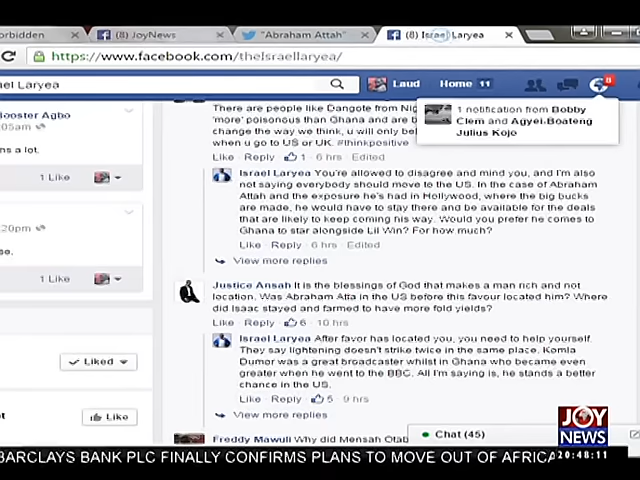 orbidden
(8) JoyNews
"Abraham Attah"
(8) Israel Laryea
https://www.facebook.com/theIsraellaryea/
ael Laryea
Laud
Home 11
8
1 notification from Bobby
Clem and Agyei-Boateng
Julius Kojo
Booster Agbo
:05am
ns a lot.
1 Like
:20pm
se.
1 Like
Liked
Like
There are people like Dangote from Nig
'more' poisonous than Ghana and are b
change the way we think, u will only bel
when u go to US or UK. #thinkpositive
Like · Reply · 1 · 6 hrs · Edited
Israel Laryea You're allowed to disagree and mind you, and I'm also
not saying everybody should move to the US. In the case of Abraham
Attah and the exposure he's had in Hollywood, where the big bucks
are made, he would have to stay there and be available for the deals
that are likely to keep coming his way. Would you prefer he comes to
Ghana to star alongside Lil Win? For how much?
Like · Reply · 6 hrs · Edited
View more replies
Justice Ansah It is the blessings of God that makes a man rich and not
location. Was Abraham Atta in the US before this favour located him? Where
did Isaac stayed and farmed to have more fold yields?
Like · Reply · 6 · 10 hrs
Israel Laryea After favor has located you, you need to help yourself.
They say lightening doesn't strike twice in the same place. Komla
Dumor was a great broadcaster whilst in Ghana who became even
greater when he went to the BBC. All I'm saying is, he stands a better
chance in the US.
Like · Reply · 5 · 9 hrs
View more replies
Freddy Mawuli Why did Mensah Otab
Chat (45)
JOY
NEWS
20:48:11
BARCLAYS BANK PLC FINALLY CONFIRMS PLANS TO MOVE OUT OF AFRICA